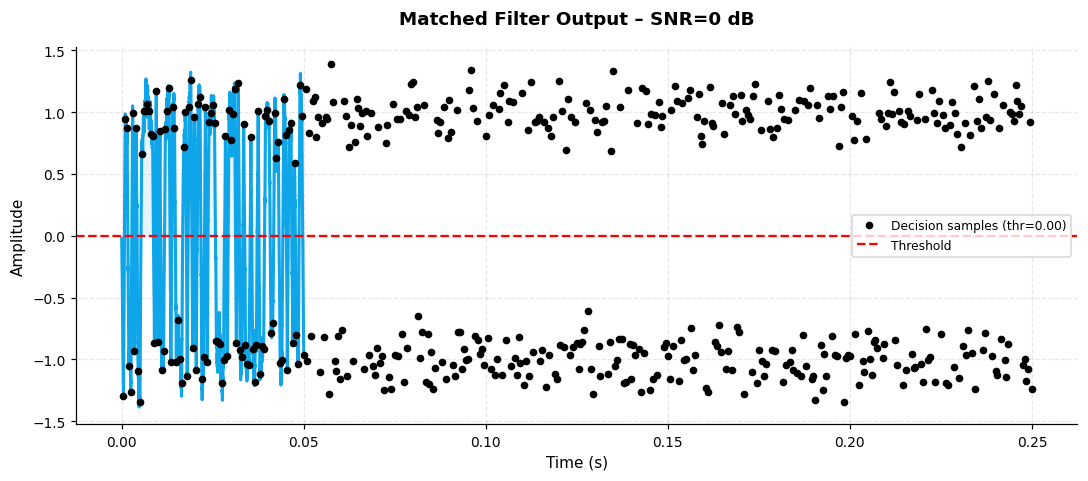 Matched Filter Output – SNR=0 dB
1.5
1.0
0.5
0.0
−0.5
−1.0
−1.5
Amplitude
Decision samples (thr=0.00)
Threshold
0.00
0.05
0.10
0.15
0.20
0.25
Time (s)